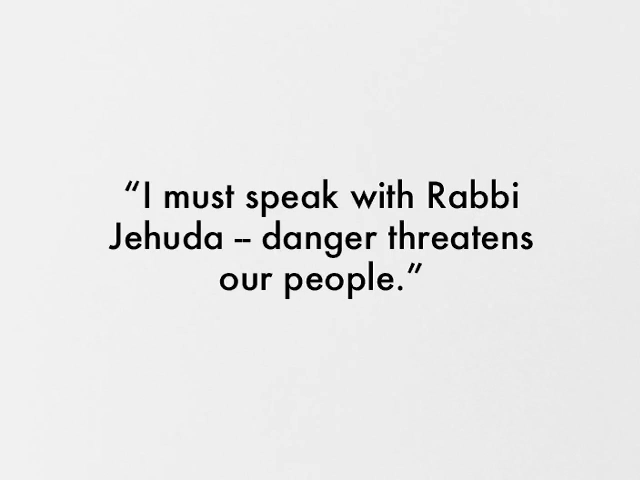 “I must speak with Rabbi
Jehuda -- danger threatens
our people.”